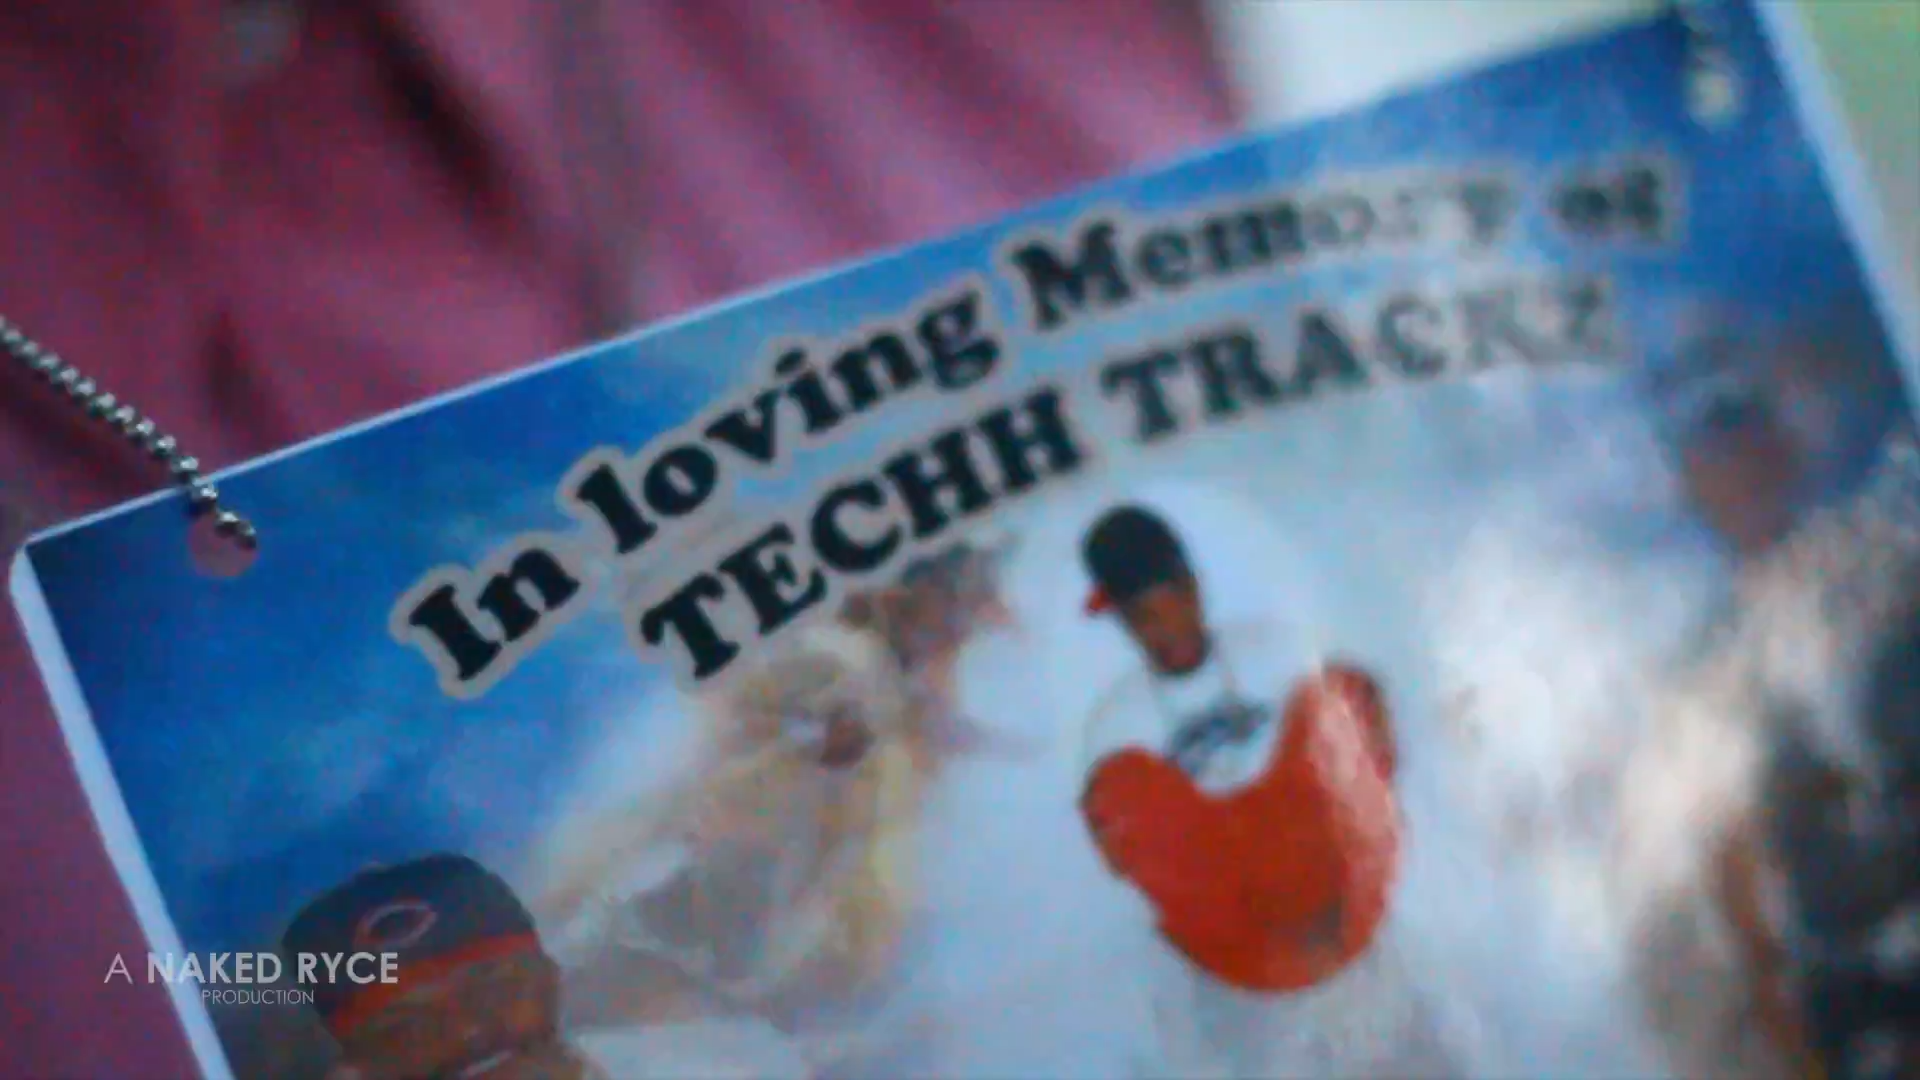 In loving Memory of
TECHH TRACKZ
A NAKED RYCE
PRODUCTION